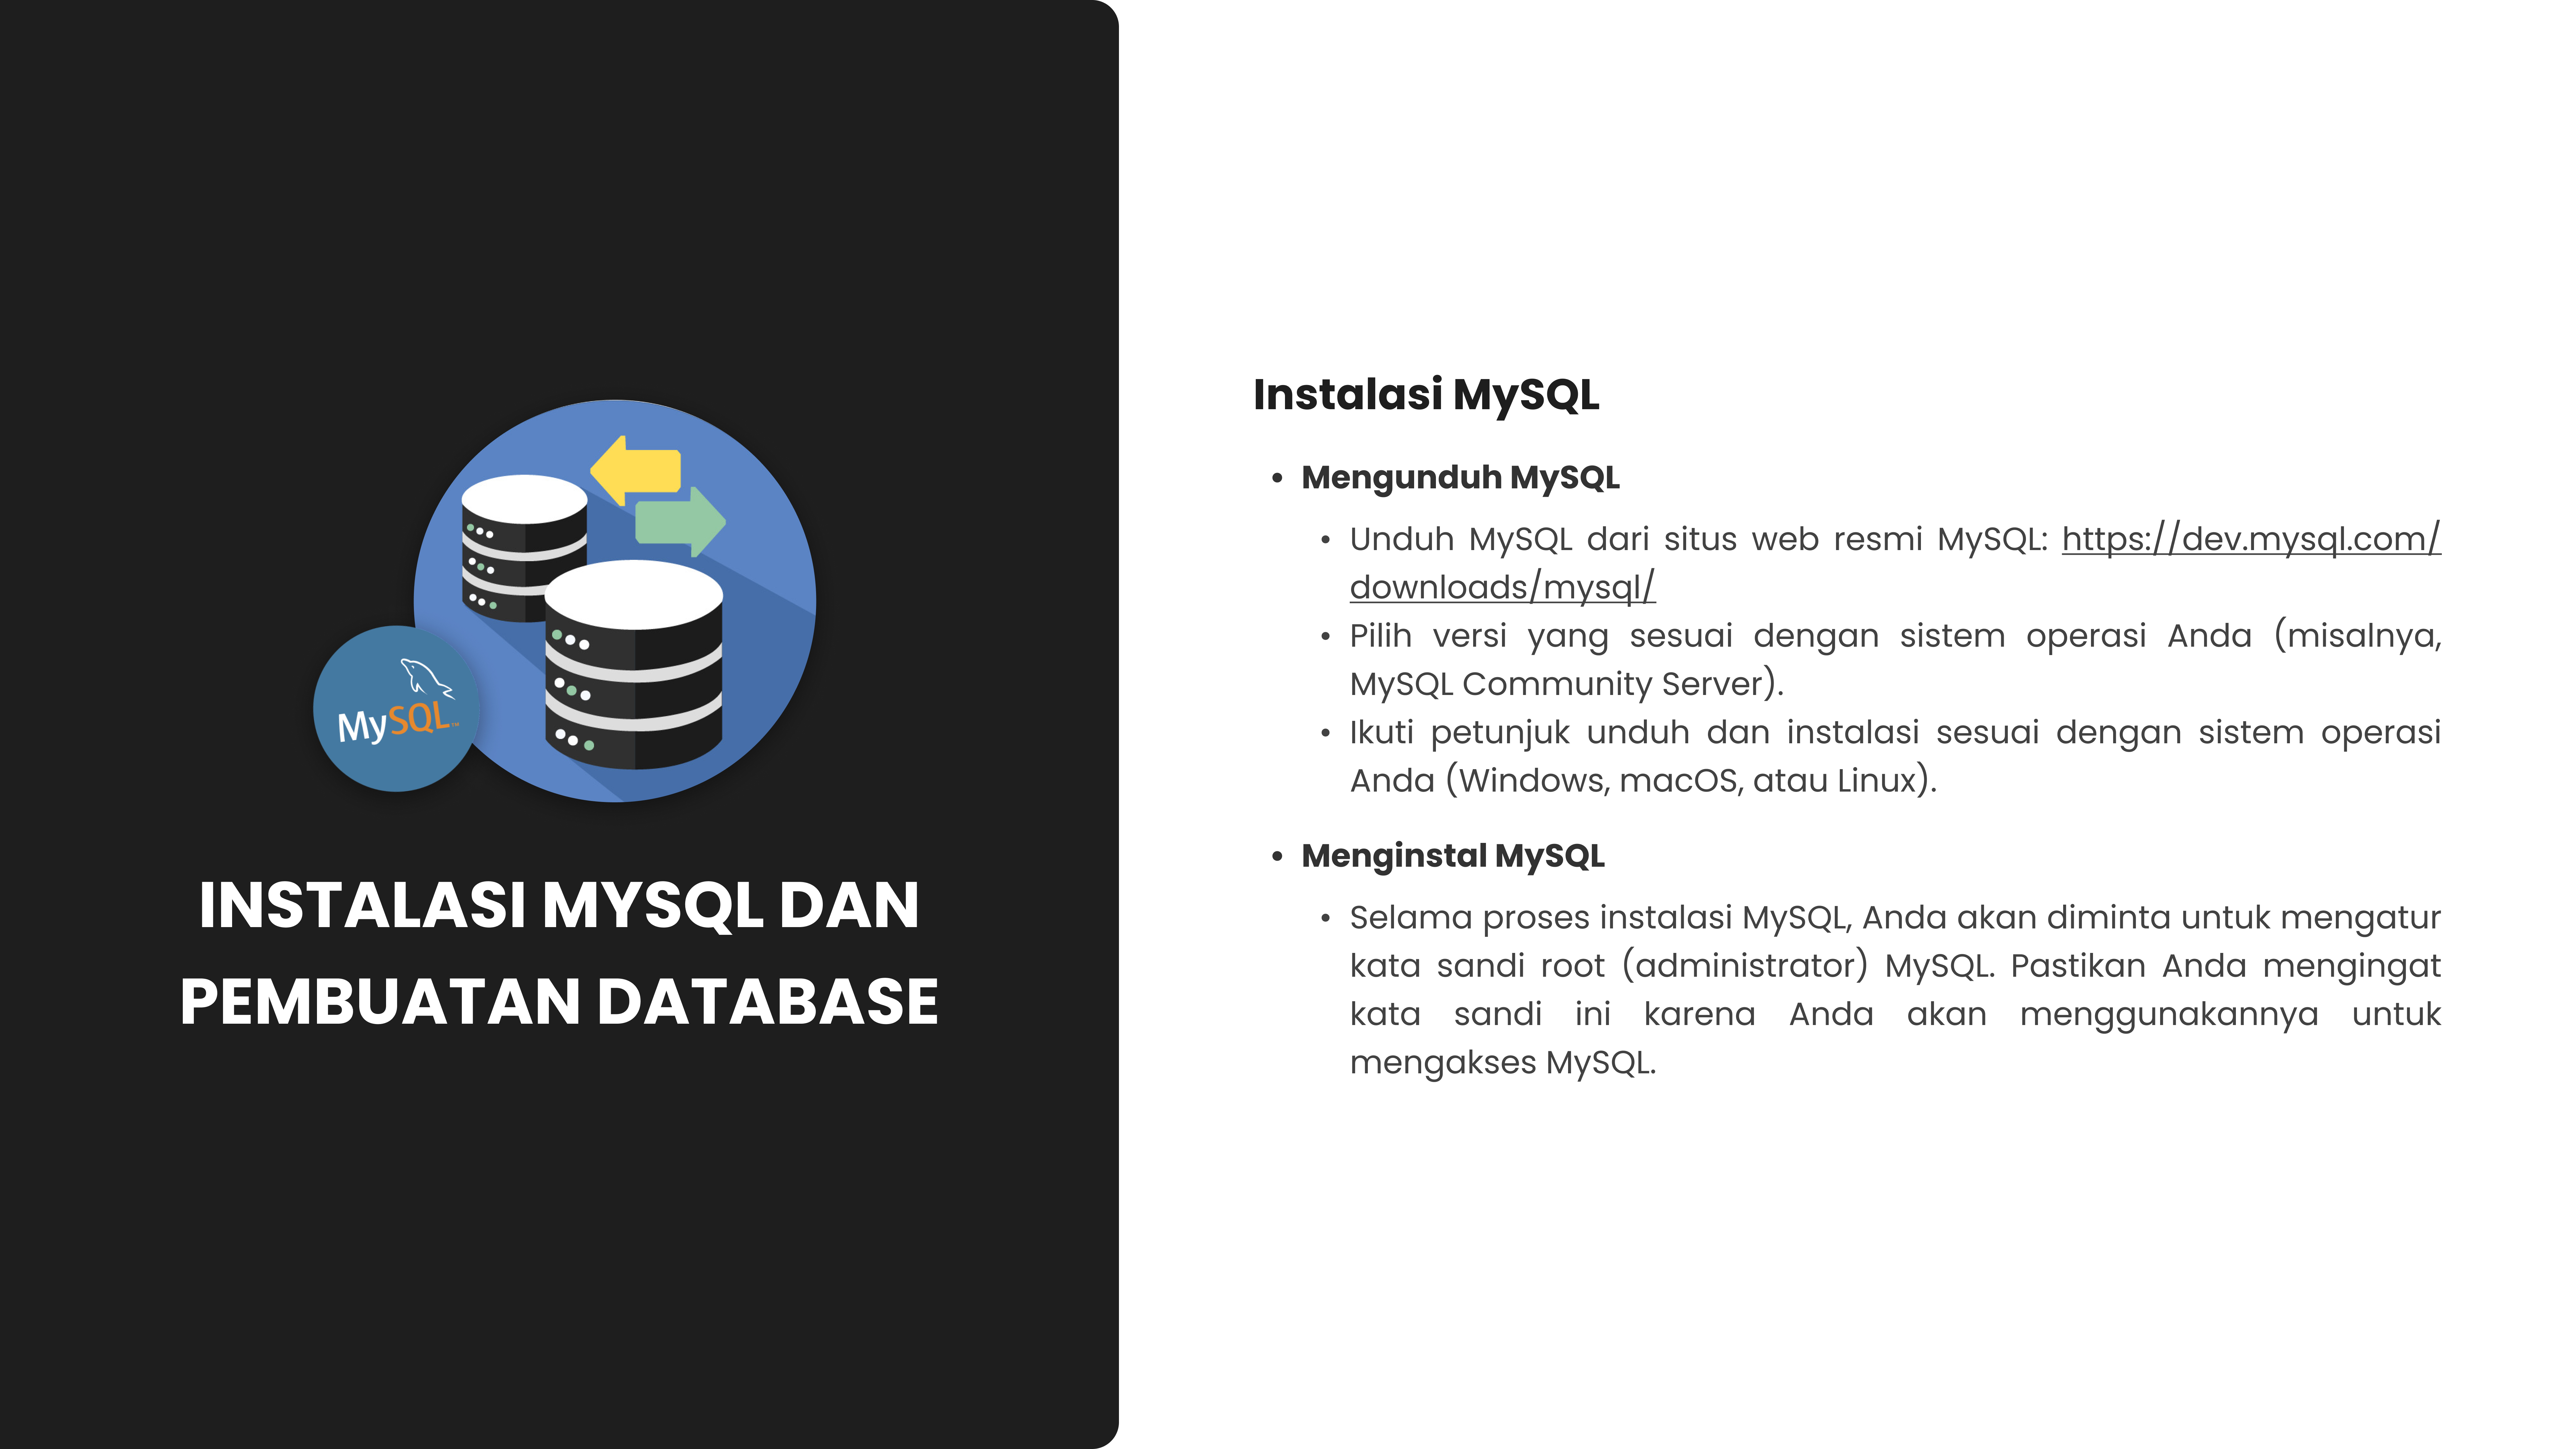 MySQL™
INSTALASI MYSQL DAN
PEMBUATAN DATABASE
Instalasi MySQL
• Mengunduh MySQL
• Unduh MySQL dari situs web resmi MySQL: https://dev.mysql.com/
downloads/mysql/
• Pilih versi yang sesuai dengan sistem operasi Anda (misalnya,
MySQL Community Server).
• Ikuti petunjuk unduh dan instalasi sesuai dengan sistem operasi
Anda (Windows, macOS, atau Linux).
• Menginstal MySQL
• Selama proses instalasi MySQL, Anda akan diminta untuk mengatur
kata sandi root (administrator) MySQL. Pastikan Anda mengingat
kata sandi ini karena Anda akan menggunakannya untuk
mengakses MySQL.